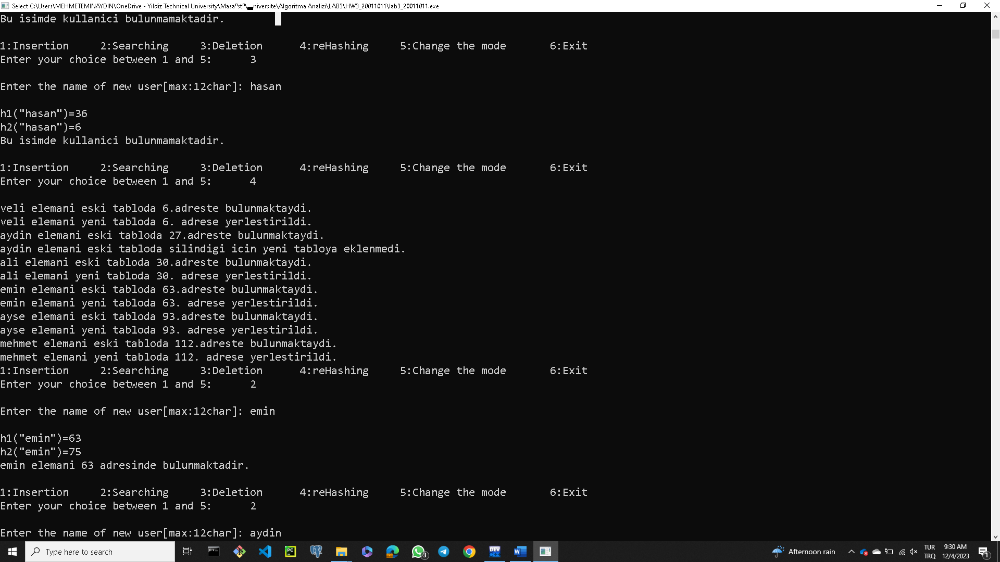 Select C:\Users\MEHMETEMINAYDIN\OneDrive - Yildiz Technical University\Masaⁿstⁿ\▄niversite\Algoritma Analizi\LAB3\HW3_20011011\lab3_20011011.exe
Bu isimde kullanici bulunmamaktadir.
1:Insertion 2:Searching 3:Deletion 4:reHashing 5:Change the mode 6:Exit
Enter your choice between 1 and 5: 3
Enter the name of new user[max:12char]: hasan
h1("hasan")=36
h2("hasan")=6
Bu isimde kullanici bulunmamaktadir.
1:Insertion 2:Searching 3:Deletion 4:reHashing 5:Change the mode 6:Exit
Enter your choice between 1 and 5: 4
veli elemani eski tabloda 6.adreste bulunmaktaydi.
veli elemani yeni tabloda 6. adrese yerlestirildi.
aydin elemani eski tabloda 27.adreste bulunmaktaydi.
aydin elemani eski tabloda silindigi icin yeni tabloya eklenmedi.
ali elemani eski tabloda 30.adreste bulunmaktaydi.
ali elemani yeni tabloda 30. adrese yerlestirildi.
emin elemani eski tabloda 63.adreste bulunmaktaydi.
emin elemani yeni tabloda 63. adrese yerlestirildi.
ayse elemani eski tabloda 93.adreste bulunmaktaydi.
ayse elemani yeni tabloda 93. adrese yerlestirildi.
mehmet elemani eski tabloda 112.adreste bulunmaktaydi.
mehmet elemani yeni tabloda 112. adrese yerlestirildi.
1:Insertion 2:Searching 3:Deletion 4:reHashing 5:Change the mode 6:Exit
Enter your choice between 1 and 5: 2
Enter the name of new user[max:12char]: emin
h1("emin")=63
h2("emin")=75
emin elemani 63 adresinde bulunmaktadir.
1:Insertion 2:Searching 3:Deletion 4:reHashing 5:Change the mode 6:Exit
Enter your choice between 1 and 5: 2
Enter the name of new user[max:12char]: aydin
Type here to search
PC
3
DEV
W
Afternoon rain
TUR
TRQ
9:30 AM
12/4/2023
1